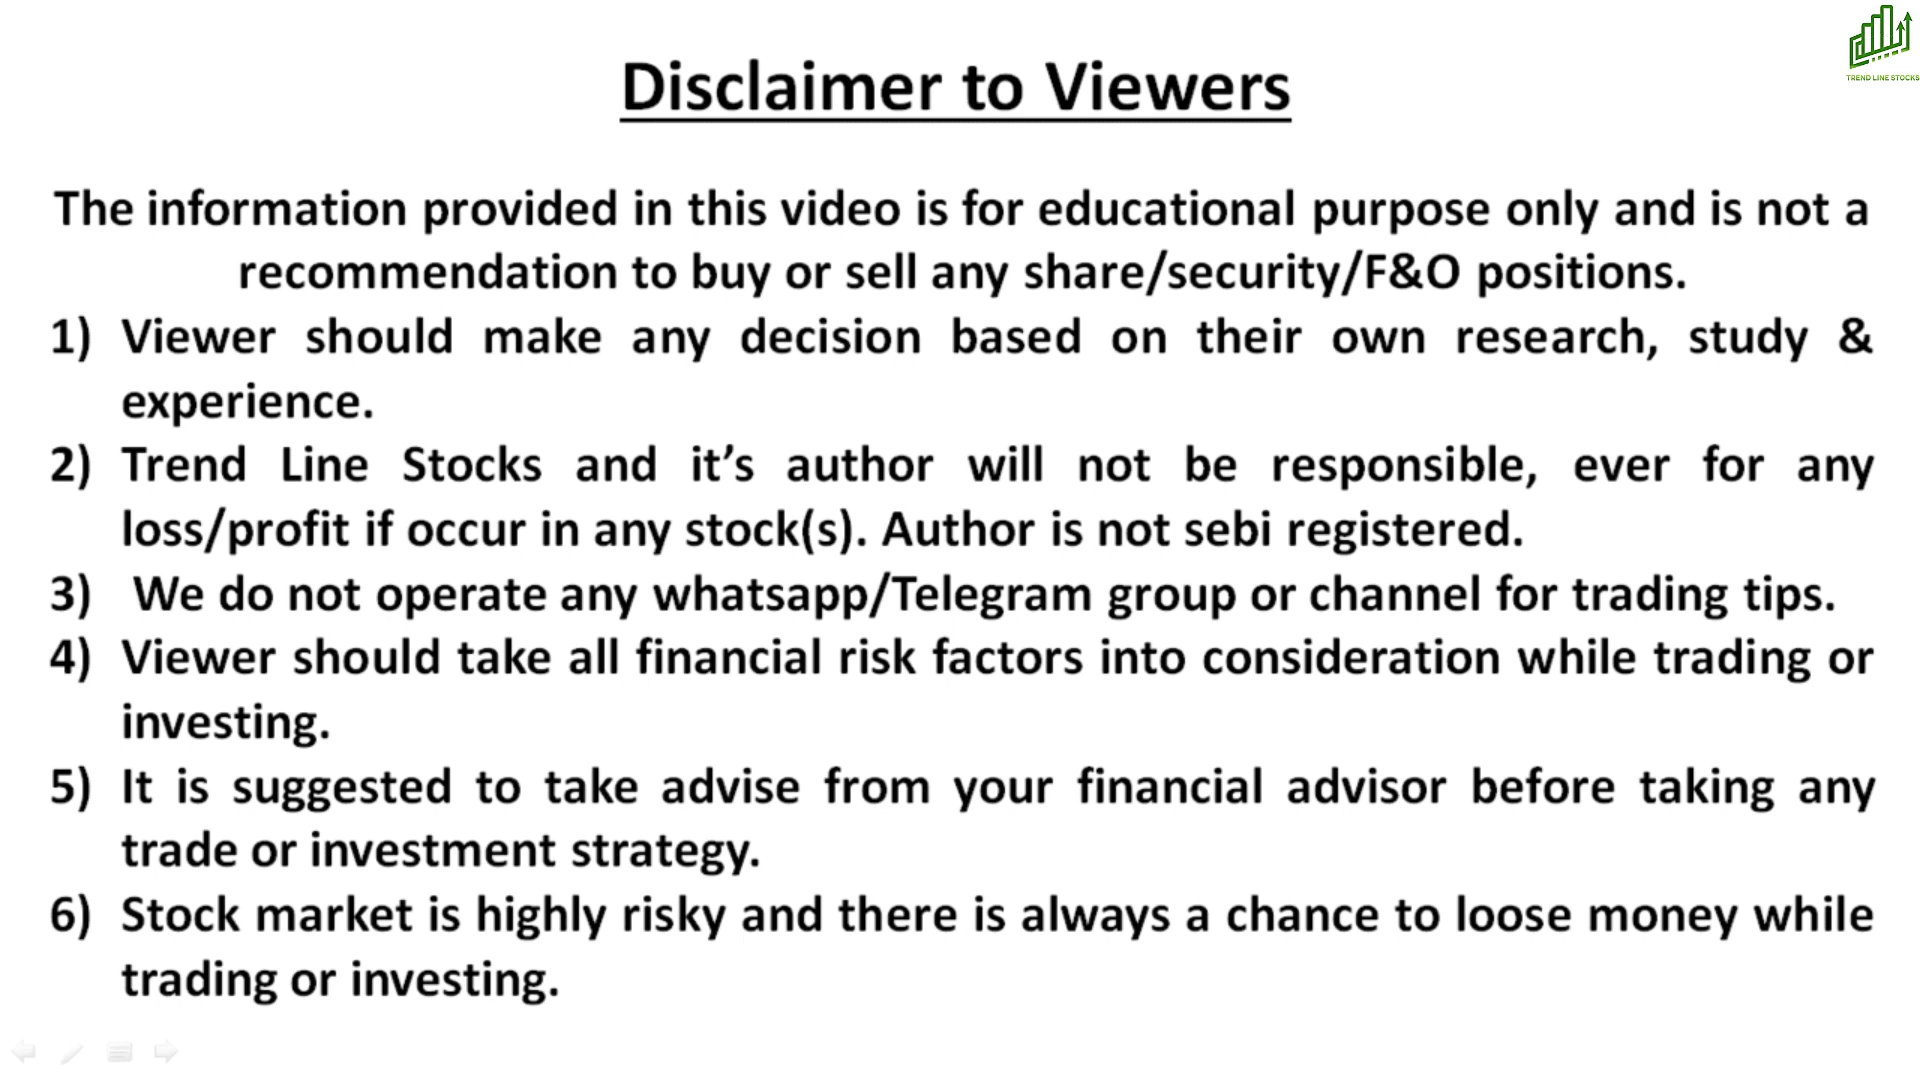 TREND LINE STOCKS
Disclaimer to Viewers
The information provided in this video is for educational purpose only and is not a
recommendation to buy or sell any share/security/F&O positions.
1) Viewer should make any decision based on their own research, study &
experience.
2) Trend Line Stocks and it’s author will not be responsible, ever for any
loss/profit if occur in any stock(s). Author is not sebi registered.
3) We do not operate any whatsapp/Telegram group or channel for trading tips.
4) Viewer should take all financial risk factors into consideration while trading or
investing.
5) It is suggested to take advise from your financial advisor before taking any
trade or investment strategy.
6) Stock market is highly risky and there is always a chance to loose money while
trading or investing.